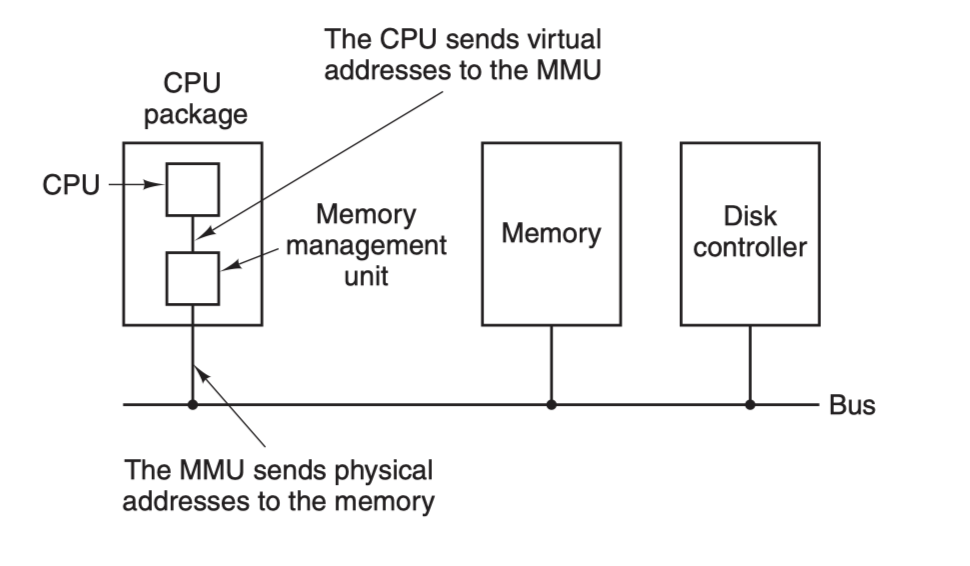 The CPU sends virtual
addresses to the MMU
CPU
package
CPU
Memory
management
unit
Memory
Disk
controller
Bus
The MMU sends physical
addresses to the memory